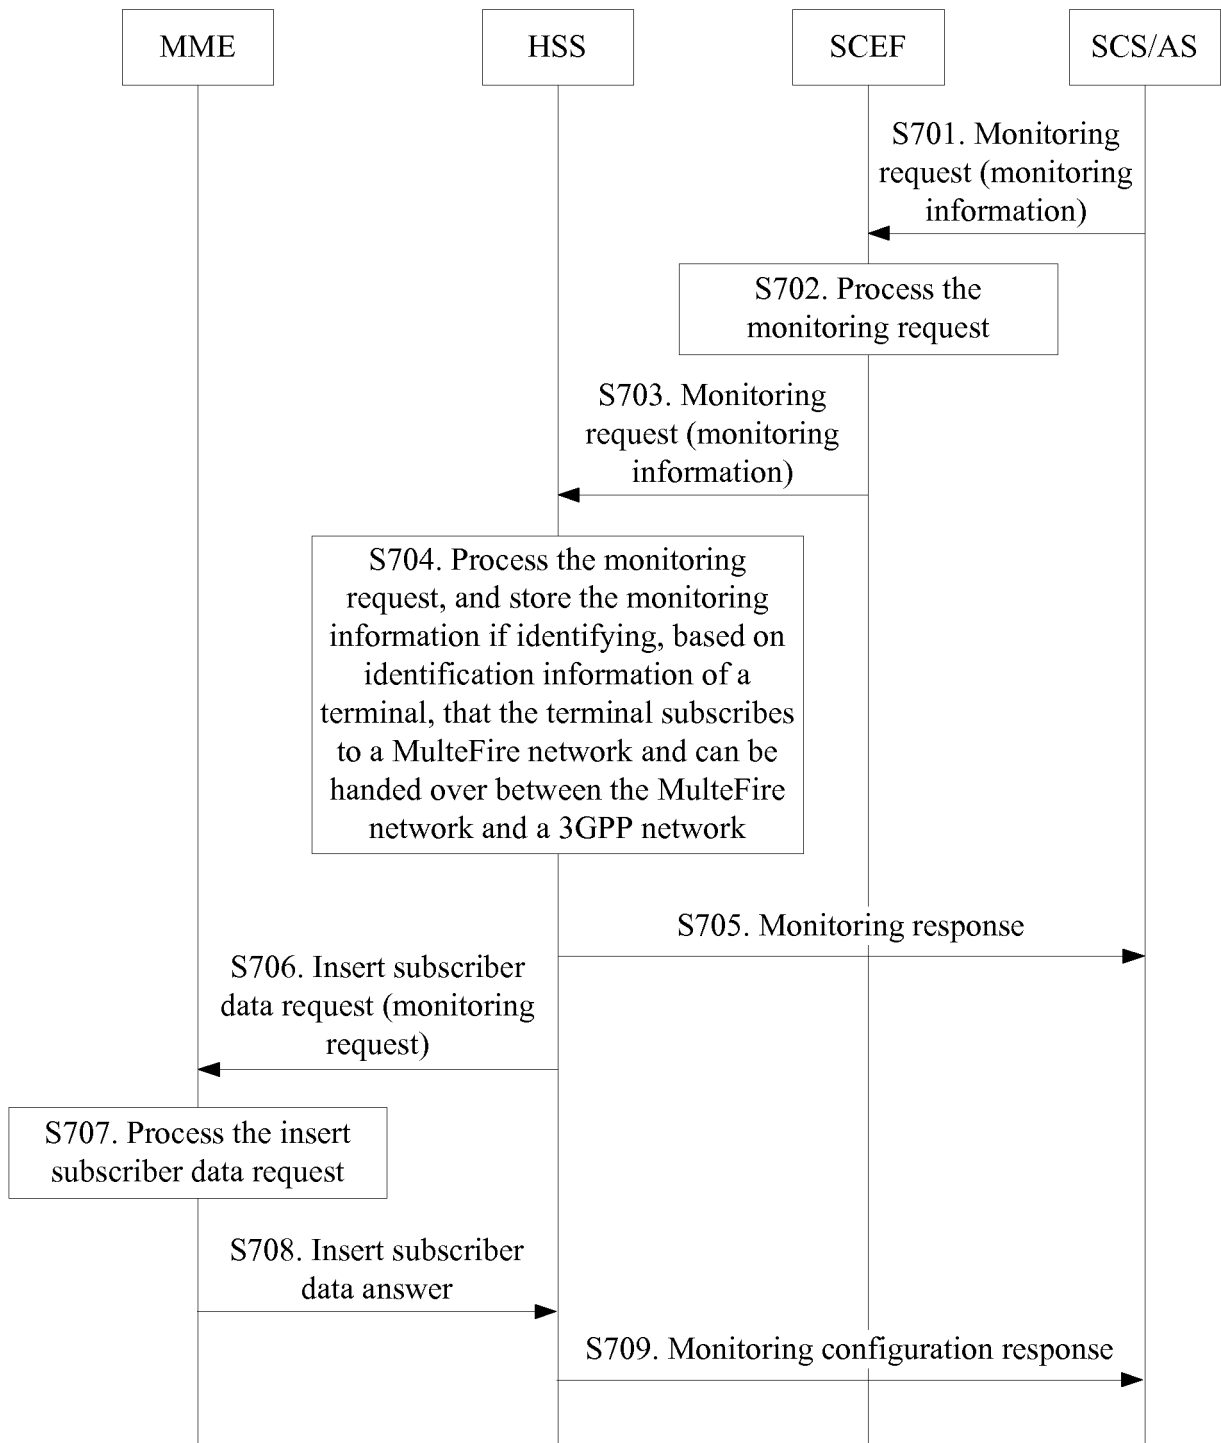 MME
HSS
SCEF
SCS/AS
S701. Monitoring
request (monitoring
information)
S702. Process the
monitoring request
S703. Monitoring
request (monitoring
information)
S704. Process the monitoring
request, and store the monitoring
information if identifying, based on
identification information of a
terminal, that the terminal subscribes
to a MulteFire network and can be
handed over between the MulteFire
network and a 3GPP network
S705. Monitoring response
S706. Insert subscriber
data request (monitoring
request)
S707. Process the insert
subscriber data request
S708. Insert subscriber
data answer
S709. Monitoring configuration response